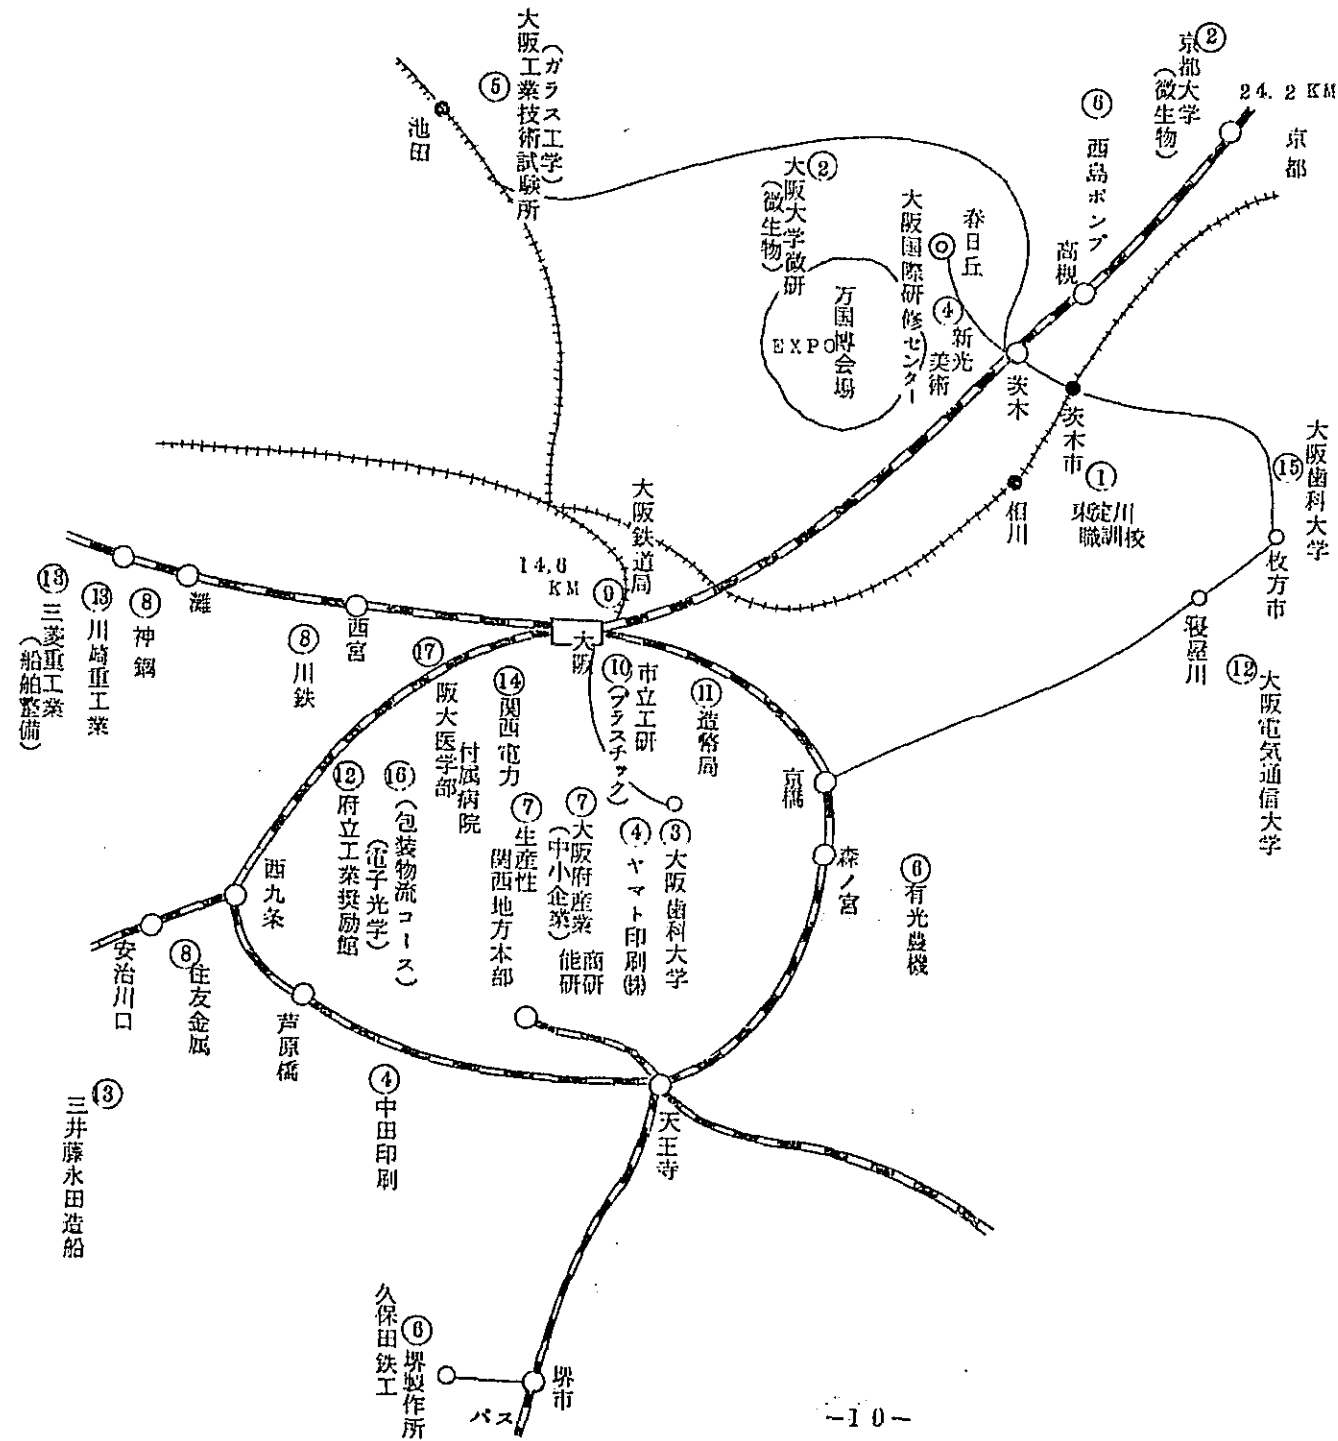 大阪工業技術試験所
(ガラス工学)
⑤
池田
②
京都大学
(微生物)
24.2 KM
京都
⑥
西島ポンプ
高槻
②
大阪大学微研
(微生物)
大阪国際研修センター
春日丘
④
新光
美術
万国博会場
EXPO
茨木
茨木市
①
東淀川
職訓校
相川
⑮
大阪歯科大学
枚方市
寝屋川
⑫
大阪電気通信大学
大阪鉄道局
14.6
KM
⑨
大阪
灘
西宮
⑬
三菱重工業
(船舶整備)
⑬
川崎重工業
⑧
神鋼
⑧
川鉄
⑰
阪大医学部
付属病院
⑭
関西電力
⑩
市立工研
(プラスチック)
⑪
造幣局
京橋
森ノ宮
⑥
有光農機
⑫
府立工業奨励館
(電子光学)
⑯
(包装物流コース)
⑦
生産性
関西地方本部
⑦
大阪府産業
(中小企業)
能研
商研
④
ヤマト印刷㈱
③
大阪歯科大学
西九条
安治川口
⑧
住友金属
芦原橋
⑬
三井藤永田造船
④
中田印刷
天王寺
久保田鉄工
⑥
堺製作所
バス
堺市
-10-